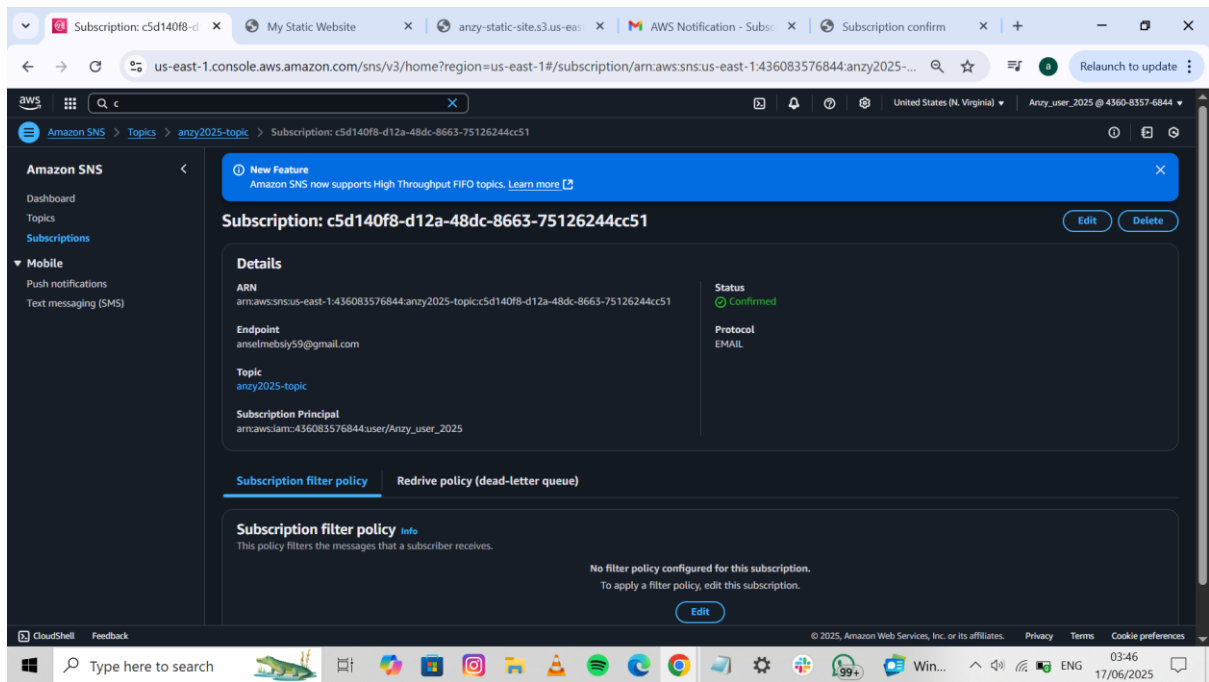 Subscription: c5d140f8-d
My Static Website
anzy-static-site.s3.us-eas
AWS Notification - Subsc
Subscription confirm
us-east-1.console.aws.amazon.com/sns/v3/home?region=us-east-1#/subscription/arn:aws:sns:us-east-1:436083576844:anzy2025-...
a
Relaunch to update
aws
c
United States (N. Virginia)
Anzy_user_2025 @ 4360-8357-6844
Amazon SNS > Topics > anzy2025-topic > Subscription: c5d140f8-d12a-48dc-8663-75126244cc51
Amazon SNS
Dashboard
Topics
Subscriptions
Mobile
Push notifications
Text messaging (SMS)
New Feature
Amazon SNS now supports High Throughput FIFO topics. Learn more
Subscription: c5d140f8-d12a-48dc-8663-75126244cc51
Edit
Delete
Details
ARN
arn:aws:sns:us-east-1:436083576844:anzy2025-topic:c5d140f8-d12a-48dc-8663-75126244cc51
Endpoint
anselmebsiy59@gmail.com
Topic
anzy2025-topic
Subscription Principal
arn:aws:iam::436083576844:user/Anzy_user_2025
Status
Confirmed
Protocol
EMAIL
Subscription filter policy
Redrive policy (dead-letter queue)
Subscription filter policy Info
This policy filters the messages that a subscriber receives.
No filter policy configured for this subscription.
To apply a filter policy, edit this subscription.
Edit
CloudShell
Feedback
© 2025, Amazon Web Services, Inc. or its affiliates.
Privacy
Terms
Cookie preferences
Type here to search
99+
Win...
ENG
03:46
17/06/2025